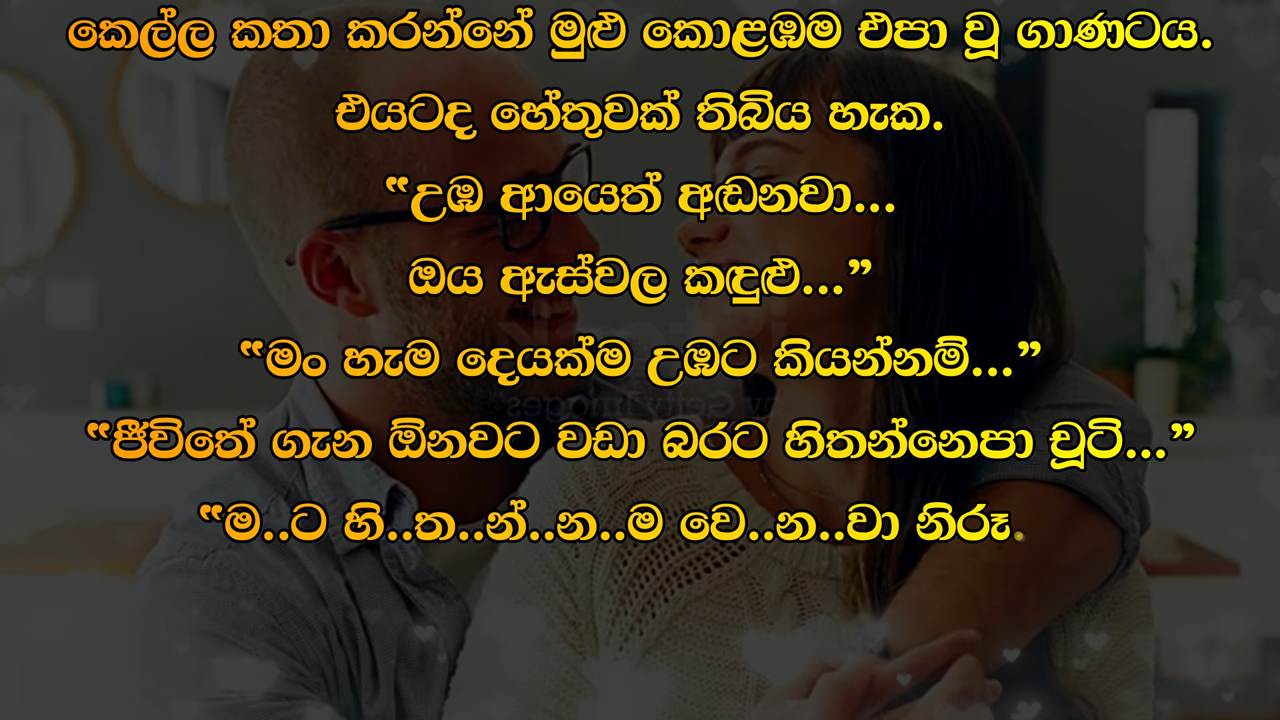 කෙල්ල කතා කරන්නේ මුළු කොළඹම එපා වූ ගාණටය.
එයටද හේතුවක් තිබිය හැක.
“උඹ ආයෙත් අඬනවා...
ඔය ඇස්වල කඳුළු...”
“මං හැම දෙයක්ම උඹට කියන්නම්...”
“ජීවිතේ ගැන ඕනවට වඩා බරට හිතන්නෙපා චූටි...”
“ම..ට හි..ත..න්..න..ම වෙ..න..වා නිරූ.